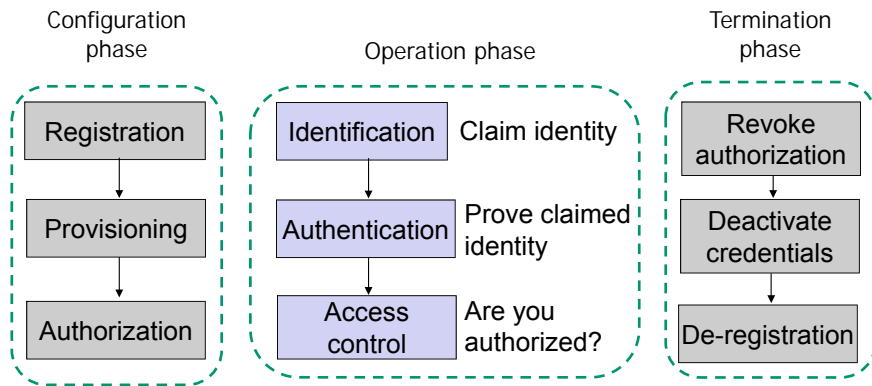 Configuration
phase
Registration
Provisioning
Authorization
Operation phase
Identification
Claim identity
Authentication
Prove claimed
identity
Access
control
Are you
authorized?
Termination
phase
Revoke
authorization
Deactivate
credentials
De-registration